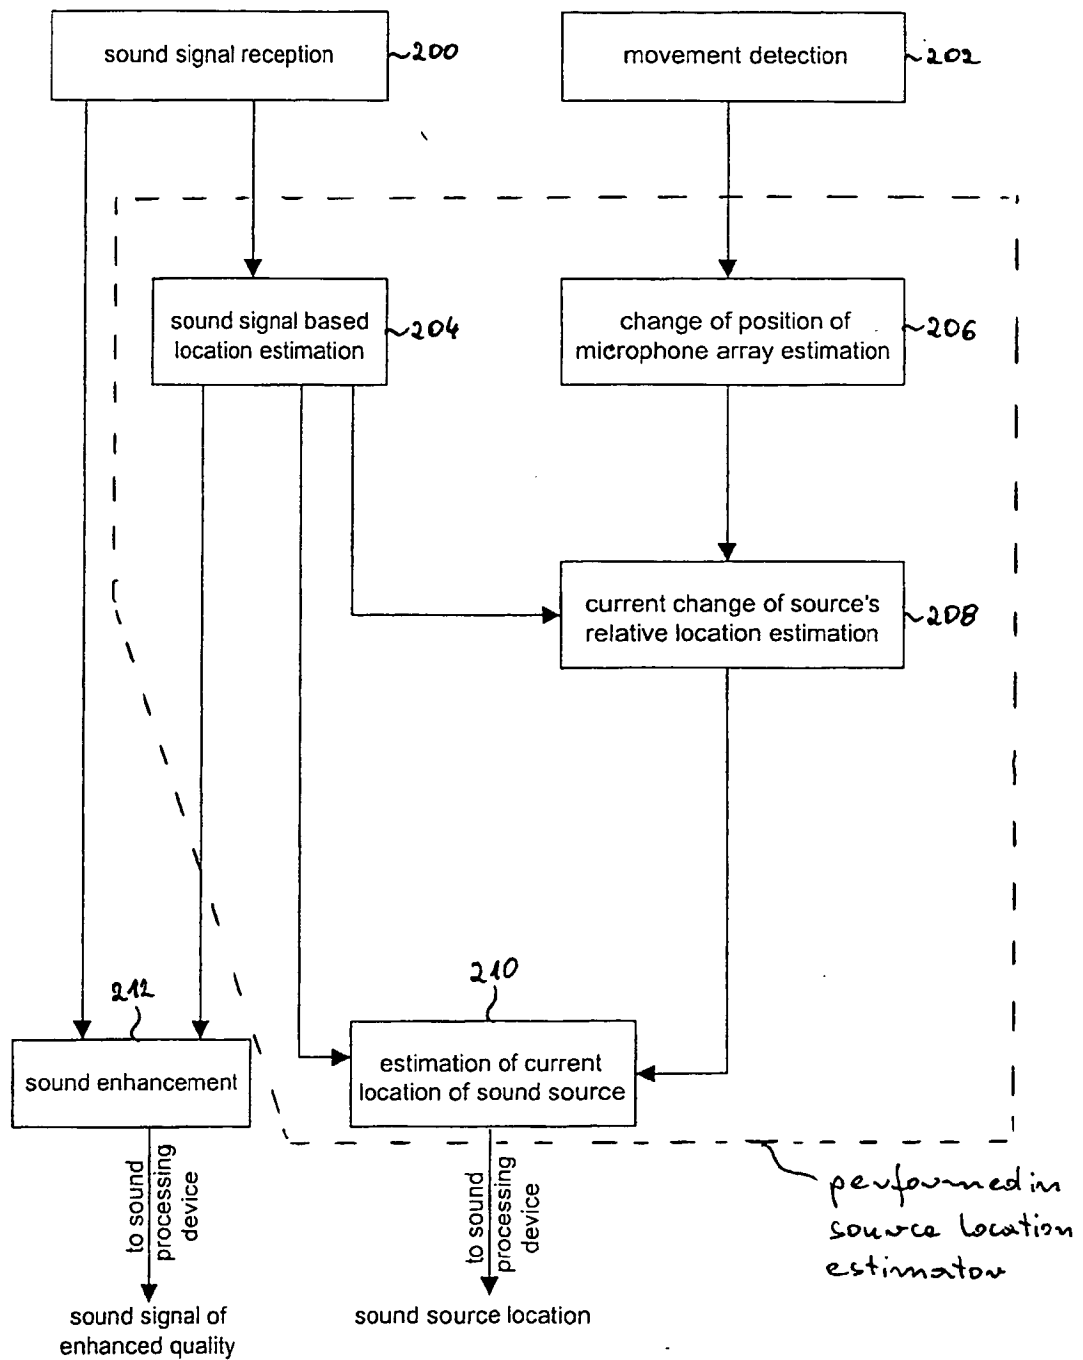 sound signal reception
200
movement detection
202
sound signal based
location estimation
204
change of position of
microphone array estimation
206
current change of source's
relative location estimation
208
210
212
sound enhancement
estimation of current
location of sound source
to sound
processing
device
to sound
processing
device
performed in
source location
estimator
sound signal of
enhanced quality
sound source location